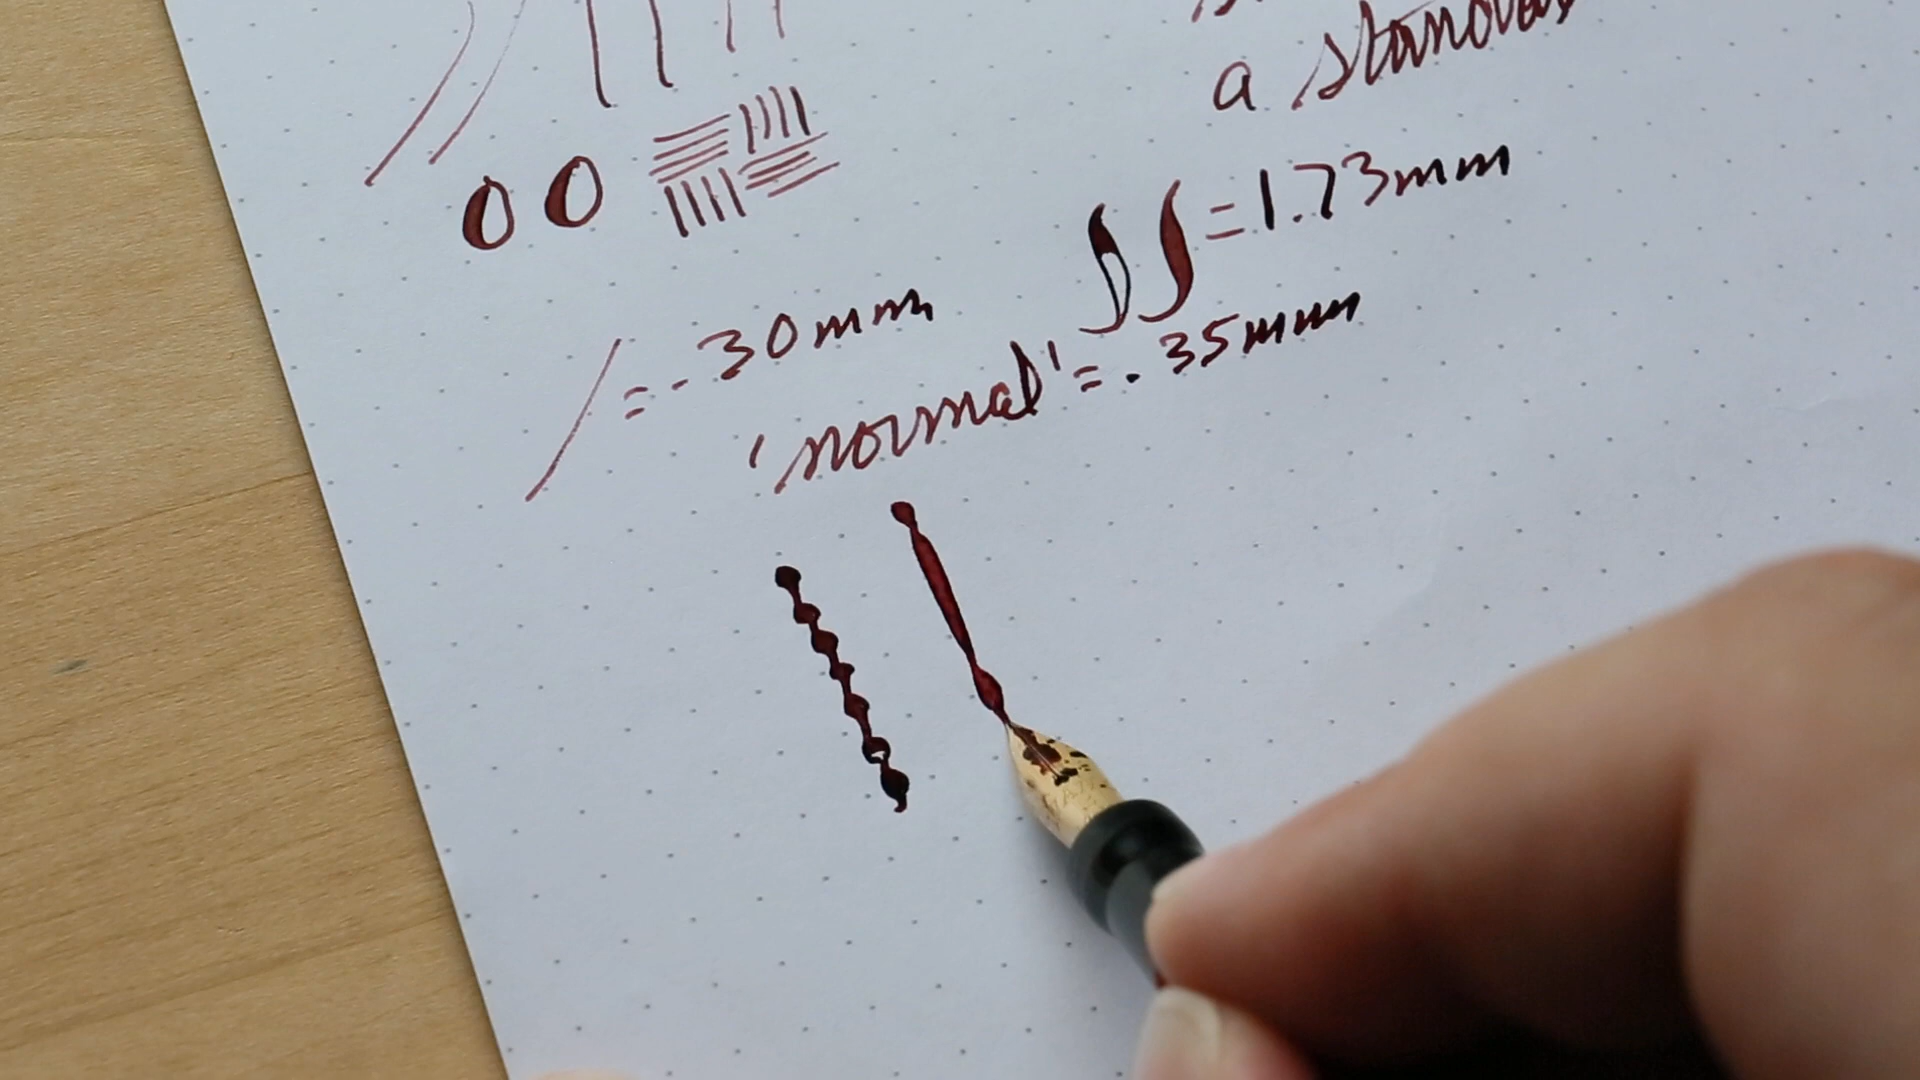 a standard
= 1.73mm
= .30mm
'normal' = .35mm